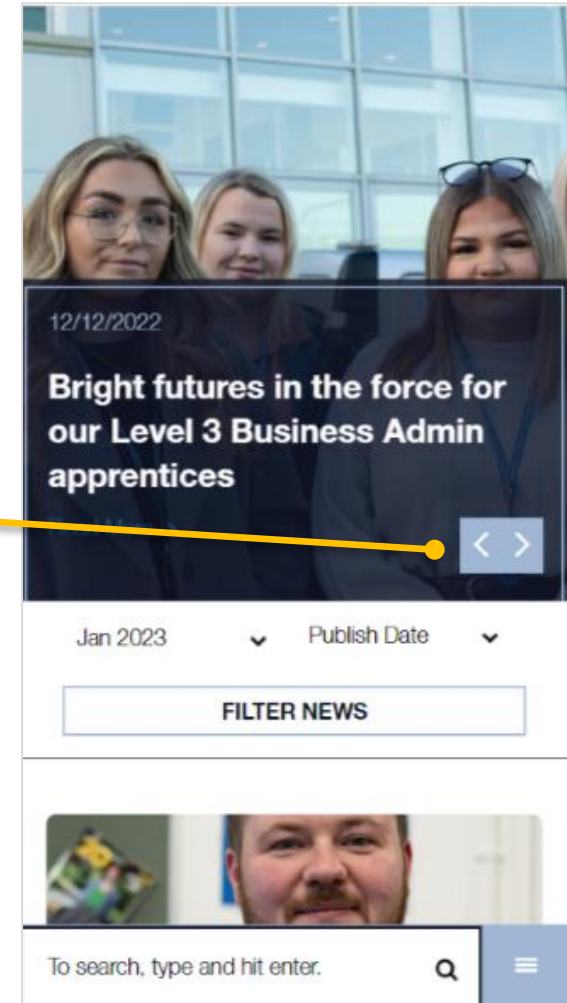 12/12/2022
Bright futures in the force for
our Level 3 Business Admin
apprentices
Jan 2023
Publish Date
FILTER NEWS
To search, type and hit enter.